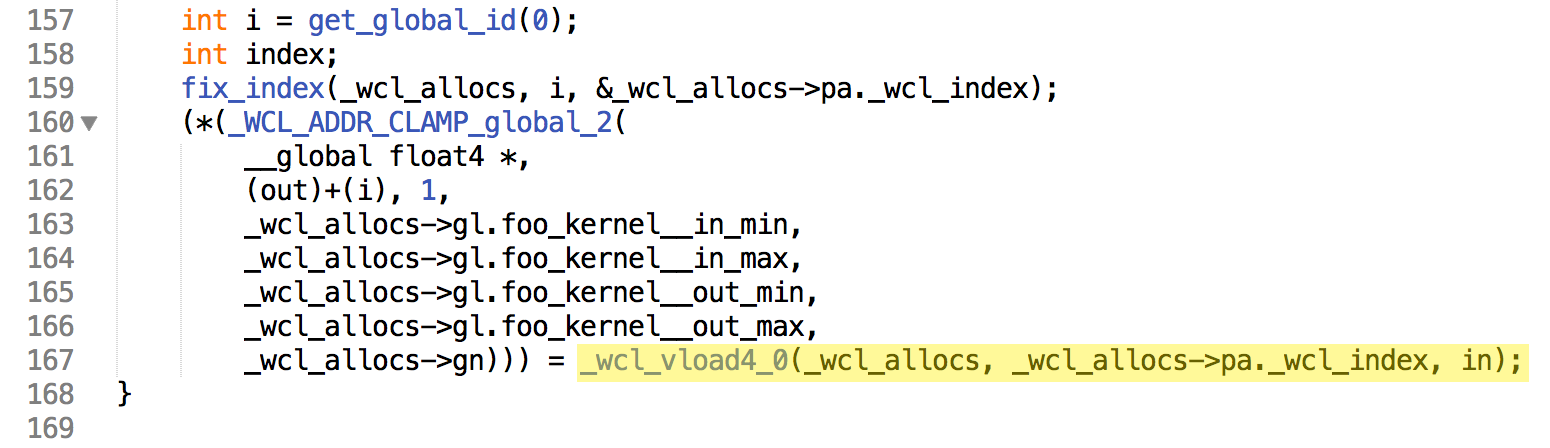 157 int i = get_global_id(0);
158 int index;
159 fix_index(_wcl_allocs, i, &_wcl_allocs->pa._wcl_index);
160 (*(_WCL_ADDR_CLAMP_global_2(
161 __global float4 *,
162 (out)+(i), 1,
163 _wcl_allocs->gl.foo_kernel__in_min,
164 _wcl_allocs->gl.foo_kernel__in_max,
165 _wcl_allocs->gl.foo_kernel__out_min,
166 _wcl_allocs->gl.foo_kernel__out_max,
167 _wcl_allocs->gn))) = _wcl_vload4_0(_wcl_allocs, _wcl_allocs->pa._wcl_index, in);
168 }
169